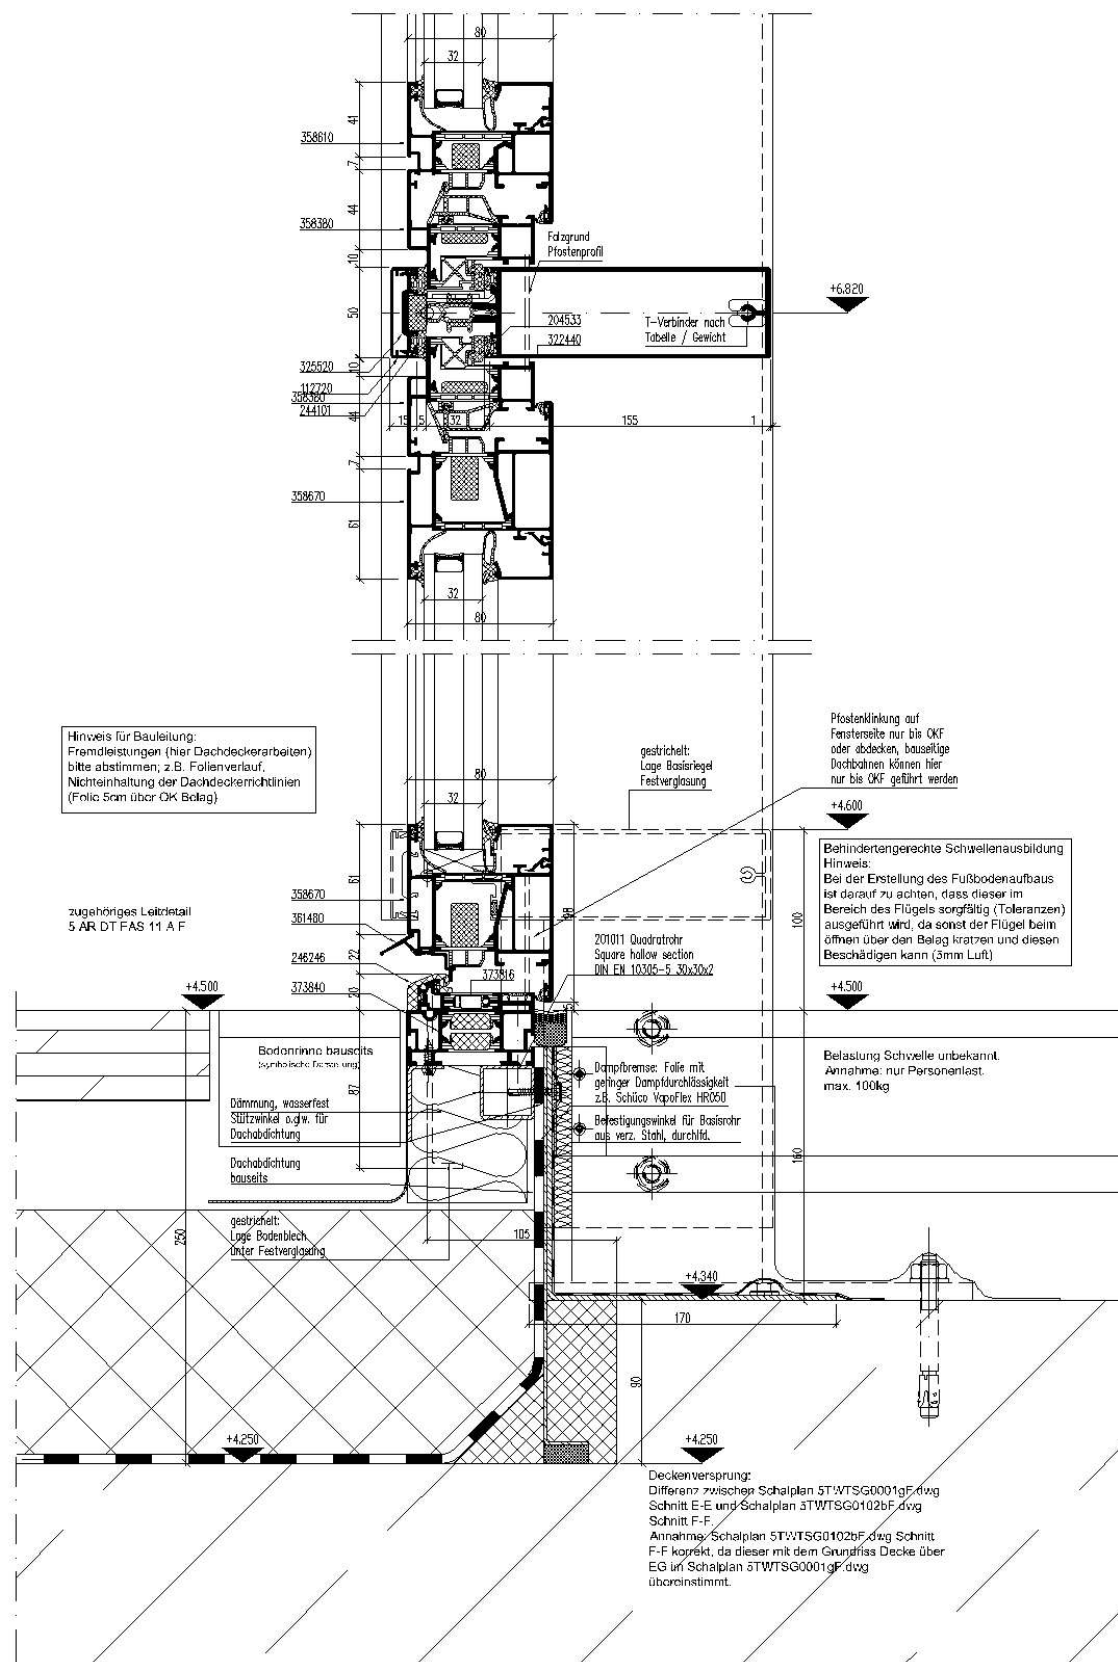 80
32
41
358610
7
44
358380
10
Falzgrund
Pfostenprofil
+6.820
50
204533
322440
T-Verbinder nach
Tabelle / Gewicht
325520
10
112720
358380
244101
44
15
5
32
155
1
7
358670
61
32
80
Hinweis für Bauleitung:
Fremdleistungen (hier Dachdeckerarbeiten)
bitte abstimmen; z.B. Folienverlauf,
Nichteinhaltung der Dachdeckerrichtlinien
(Folie 5cm über OK Belag)
80
32
gestrichelt:
Lage Basisriegel
Festverglasung
Pfostenklinkung auf
Fensterseite nur bis OKF
oder abdecken, bauseitige
Dachbahnen können hier
nur bis OKF geführt werden
+4.600
Behindertengerechte Schwellenausbildung
Hinweis:
Bei der Erstellung des Fußbodenaufbaus
ist darauf zu achten, dass dieser im
Bereich des Flügels sorgfältig (Toleranzen)
ausgeführt wird, da sonst der Flügel beim
öffnen über den Belag kratzen und diesen
Beschädigen kann (3mm Luft)
61
358670
361480
22
246246
20
373840
373816
98
100
zugehöriges Leitdetail
5 AR DT FAS 11 A F
201011 Quadratrohr
Square hollow section
DIN EN 10305-5 30x30x2
+4.500
+4.500
5
Bodenrinne bauseits
(symbolische Darstellung)
87
Dampfbremse: Folie mit
geringer Dampfdurchlässigkeit
z.B. Schüco VapoFlex HR050
Belastung Schwelle unbekannt.
Annahme: nur Personenlast.
max. 100kg
Dämmung, wasserfest
Stützwinkel o.glw. für
Dachabdichtung
Befestigungswinkel für Basisrohr
aus verz. Stahl, durchlfd.
Dachabdichtung
bauseits
160
250
gestrichelt:
Lage Bodenblech
unter Festverglasung
105
+4.340
170
90
+4.250
+4.250
Deckenversprung:
Differenz zwischen Schalplan 5TWTSG0001gF.dwg
Schnitt E-E und Schalplan 5TWTSG0102bF.dwg
Schnitt F-F.
Annahme: Schalplan 5TWTSG0102bF.dwg Schnitt
F-F korrekt, da dieser mit dem Grundriss Decke über
EG im Schalplan 5TWTSG0001gF.dwg
übereinstimmt.